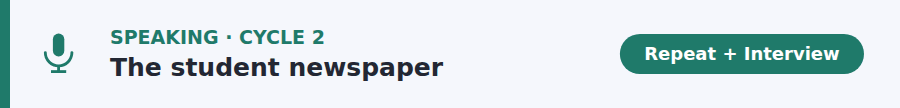 SPEAKING · CYCLE 2
The student newspaper
Repeat + Interview